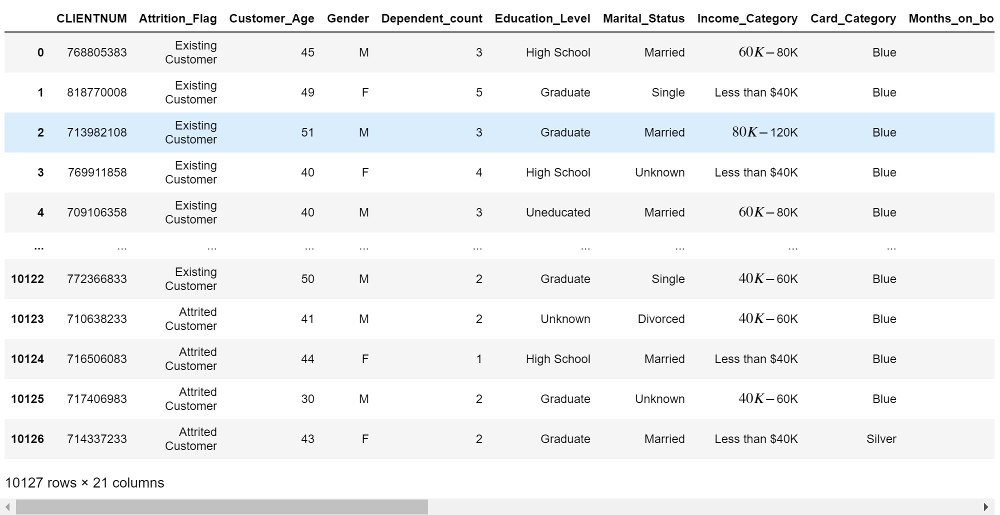 CLIENTNUM Attrition_Flag Customer_Age Gender Dependent_count Education_Level Marital_Status Income_Category Card_Category Months_on_bo
0 768805383 Existing Customer 45 M 3 High School Married 60K − 80K Blue
1 818770008 Existing Customer 49 F 5 Graduate Single Less than $40K Blue
2 713982108 Existing Customer 51 M 3 Graduate Married 80K − 120K Blue
3 769911858 Existing Customer 40 F 4 High School Unknown Less than $40K Blue
4 709106358 Existing Customer 40 M 3 Uneducated Married 60K − 80K Blue
... ... ... ... ... ... ... ... ... ...
10122 772366833 Existing Customer 50 M 2 Graduate Single 40K − 60K Blue
10123 710638233 Attrited Customer 41 M 2 Unknown Divorced 40K − 60K Blue
10124 716506083 Attrited Customer 44 F 1 High School Married Less than $40K Blue
10125 717406983 Attrited Customer 30 M 2 Graduate Unknown 40K − 60K Blue
10126 714337233 Attrited Customer 43 F 2 Graduate Married Less than $40K Silver
10127 rows × 21 columns